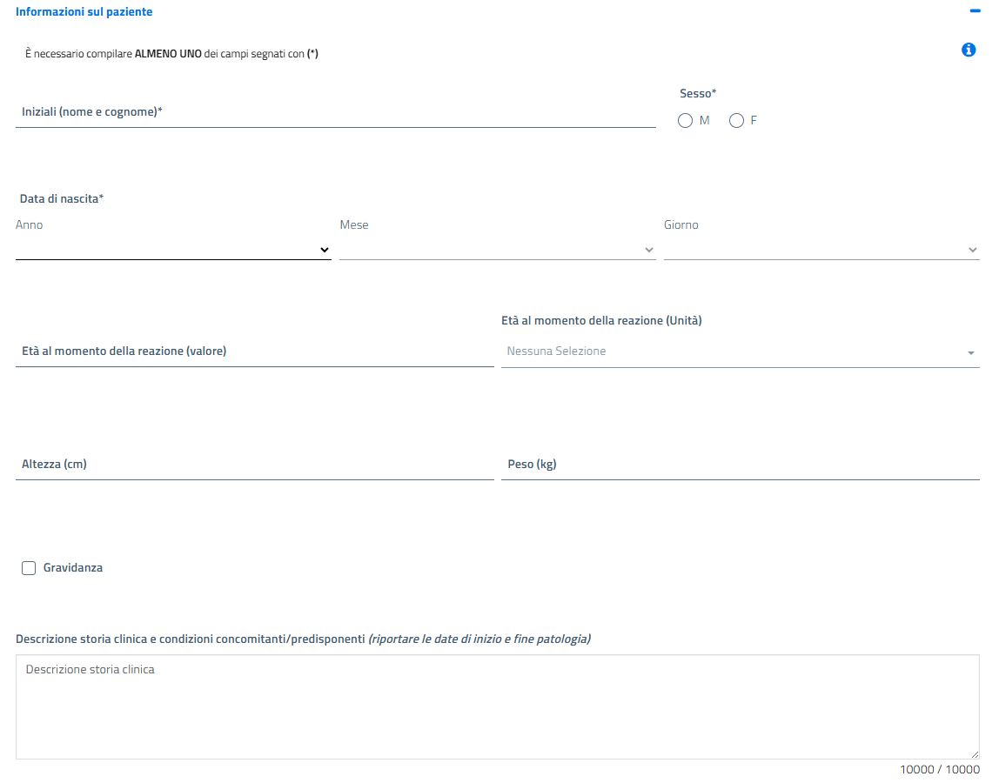 Informazioni sul paziente
È necessario compilare ALMENO UNO dei campi segnati con (*)
Sesso*
Iniziali (nome e cognome)*
M F
Data di nascita*
Anno Mese Giorno
Età al momento della reazione (Unità)
Età al momento della reazione (valore) Nessuna Selezione
Altezza (cm) Peso (kg)
Gravidanza
Descrizione storia clinica e condizioni concomitanti/predisponenti (riportare le date di inizio e fine patologia)
Descrizione storia clinica
10000 / 10000